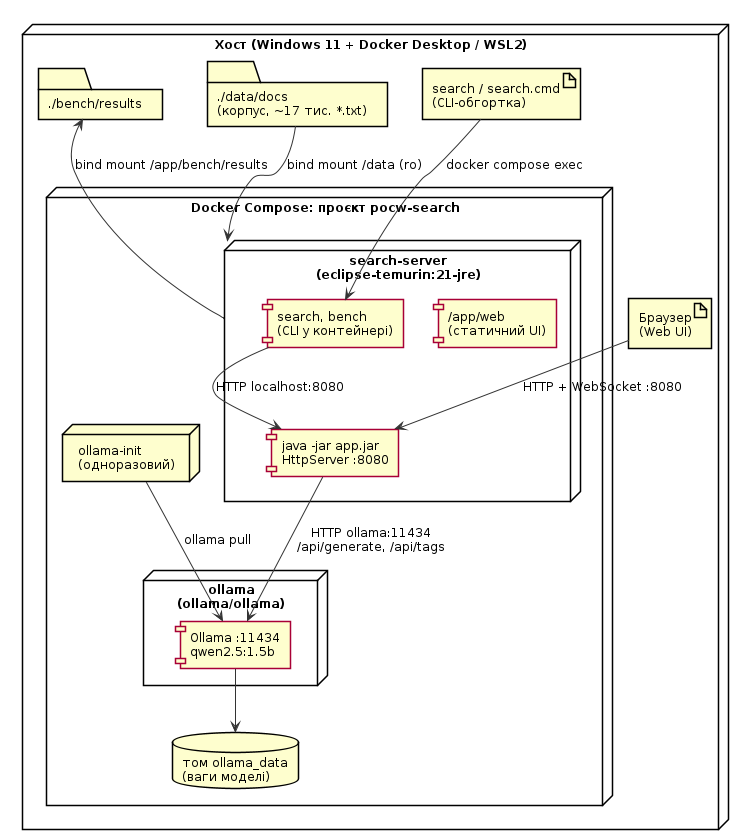 Хост (Windows 11 + Docker Desktop / WSL2)
./bench/results
./data/docs
(корпус, ~17 тис. *.txt)
search / search.cmd
(CLI-обгортка)
bind mount /app/bench/results
bind mount /data (ro)
docker compose exec
Docker Compose: проєкт pocw-search
search-server
(eclipse-temurin:21-jre)
search, bench
(CLI у контейнері)
/app/web
(статичний UI)
Браузер
(Web UI)
HTTP localhost:8080
HTTP + WebSocket :8080
java -jar app.jar
HttpServer :8080
ollama-init
(одноразовий)
ollama pull
HTTP ollama:11434
/api/generate, /api/tags
ollama
(ollama/ollama)
Ollama :11434
qwen2.5:1.5b
том ollama_data
(ваги моделі)